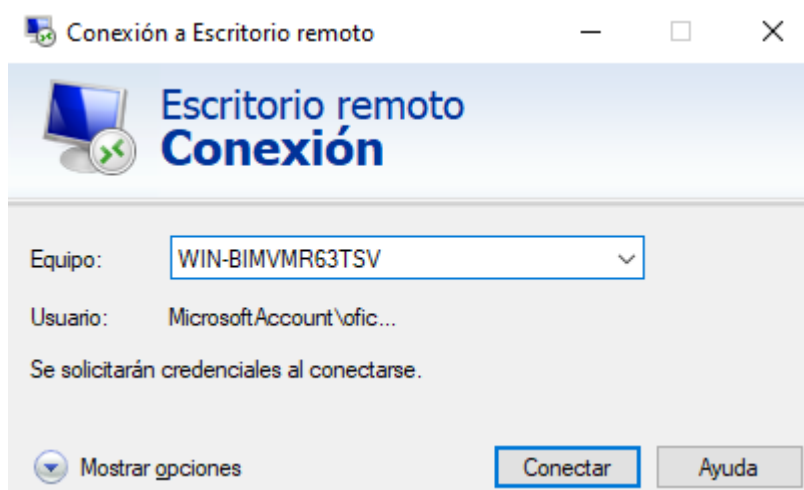 Conexión a Escritorio remoto
Escritorio remoto
Conexión
Equipo: WIN-BIMVMR63TSV
Usuario: MicrosoftAccount\ofic...
Se solicitarán credenciales al conectarse.
Mostrar opciones Conectar Ayuda